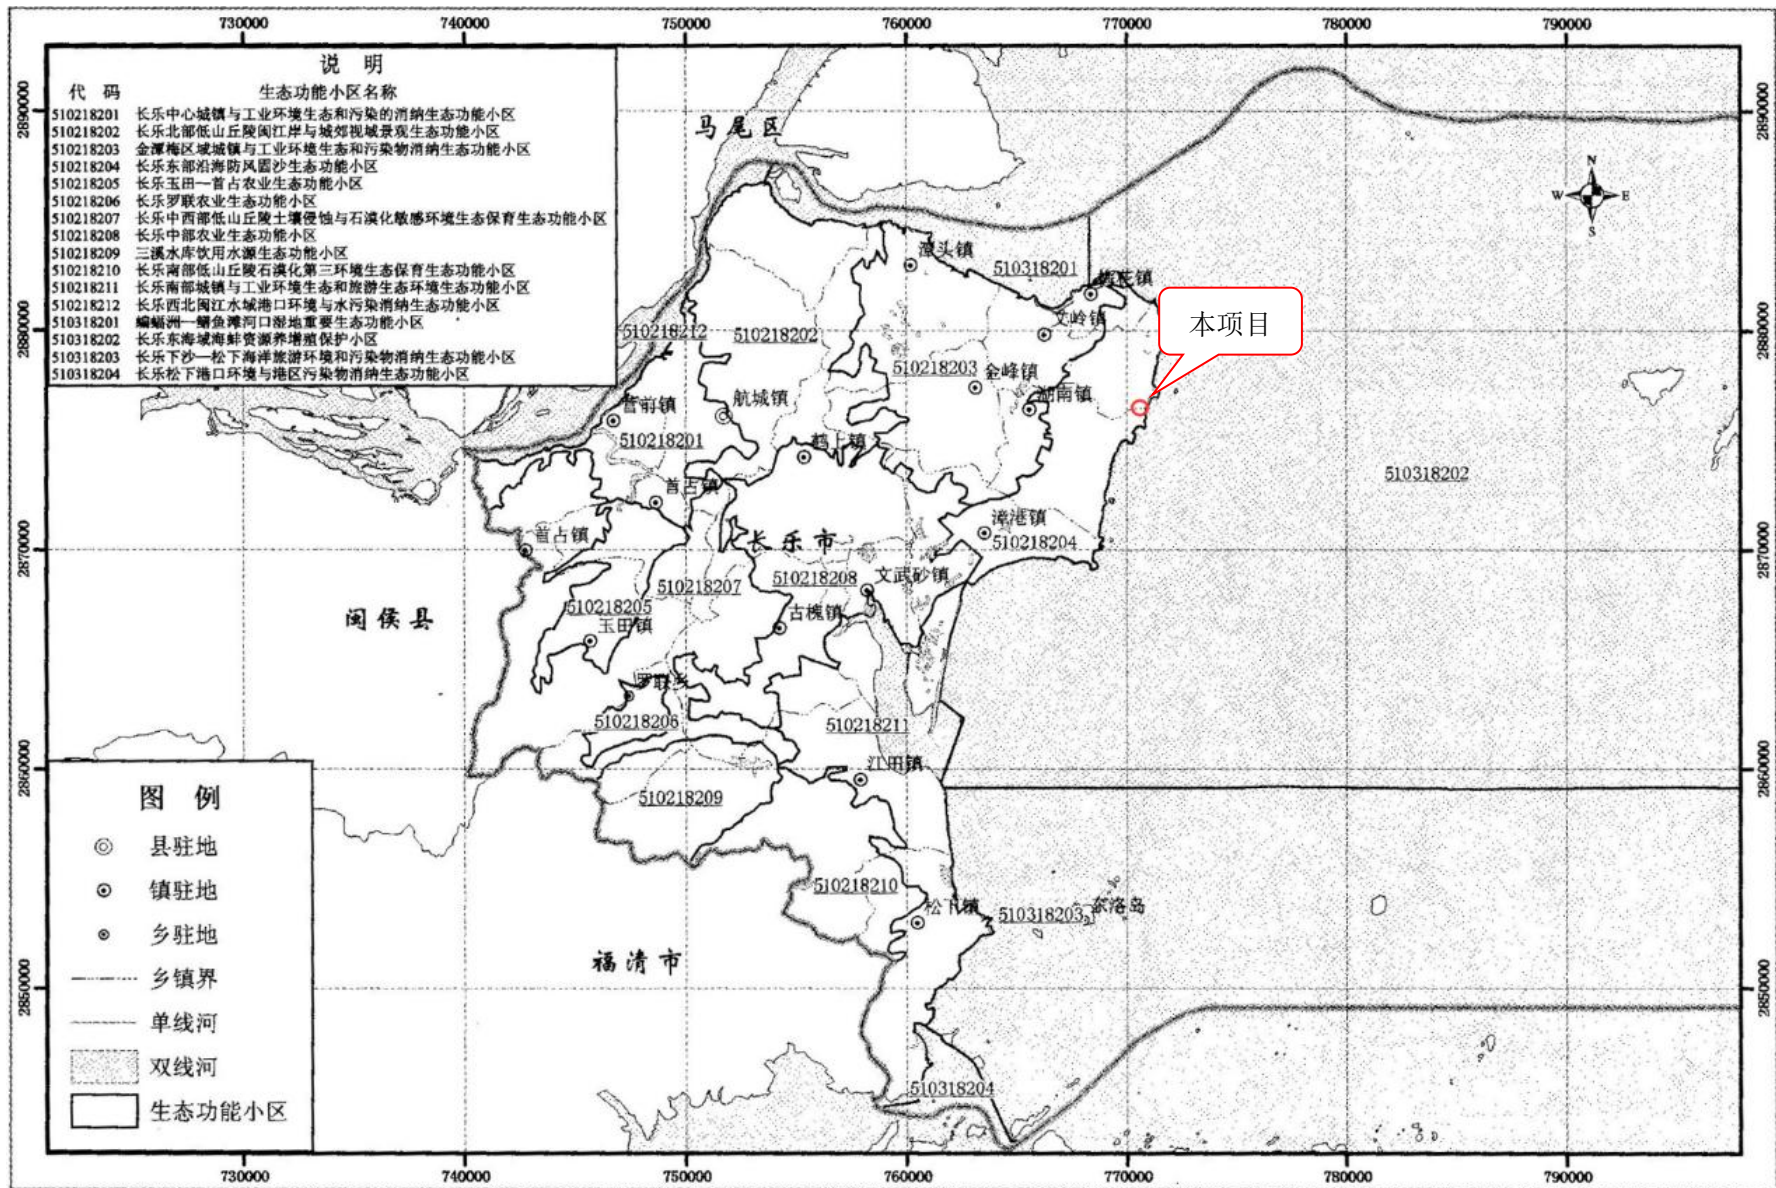 730000 740000 750000 760000 770000 780000 790000
说 明
代 码 生态功能小区名称
510218201 长乐中心城镇与工业环境生态和污染的消纳生态功能小区
510218202 长乐北部低山丘陵闽江岸与城郊视域景观生态功能小区
510218203 金潭梅区域城镇与工业环境生态和污染物消纳生态功能小区
510218204 长乐东部沿海防风固沙生态功能小区
510218205 长乐玉田—首占农业生态功能小区
510218206 长乐罗联农业生态功能小区
510218207 长乐中西部低山丘陵土壤侵蚀与石漠化敏感环境生态保育生态功能小区
510218208 长乐中部农业生态功能小区
510218209 三溪水库饮用水源生态功能小区
510218210 长乐南部低山丘陵石漠化第三环境生态保育生态功能小区
510218211 长乐南部城镇与工业环境生态和旅游生态环境生态功能小区
510218212 长乐西北闽江水域港口环境与水污染消纳生态功能小区
510318201 蝙蝠洲—鳝鱼滩河口湿地重要生态功能小区
510318202 长乐东海域海蚌资源养增殖保护小区
510318203 长乐下沙—松下海洋旅游环境和污染物消纳生态功能小区
510318204 长乐松下港口环境与港区污染物消纳生态功能小区
2890000
2890000
马尾区
N
W E
S
潭头镇
510318201
梅花镇
文岭镇
本项目
2880000
510218212
510218202
2880000
510218203
金峰镇
湖南镇
营前镇
航城镇
510218201
鹤上镇
510318202
首占镇
漳港镇
510218204
首占镇
长乐市
2870000
2870000
510218207
510218208
文武砂镇
闽侯县
510218205
玉田镇
古槐镇
罗联乡
510218206
510218211
2860000
江田镇
2860000
510218209
图 例
县驻地
镇驻地
乡驻地
乡镇界
单线河
双线河
生态功能小区
510218210
松下镇
510318203
东洛岛
福清市
2850000
2850000
510318204
730000 740000 750000 760000 770000 780000 790000